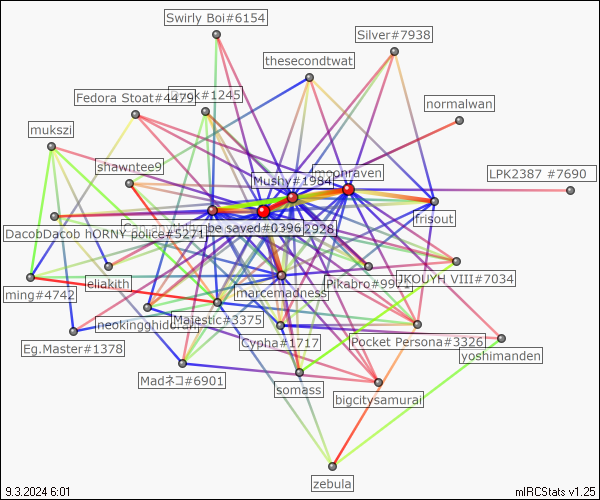 Swirly Boi#6154
Silver#7938
thesecondtwat
#1245
Fedora Stoat#4479
normalwan
mukszi
shawntee9
moonraven
Mushy#1984
LPK2387 #7690
frisout
DacobDacob hORNY police#5271
be saved#0396
2928
eliakith
ming#4742
marcemadness
Pikabro#99
JKOUYH VIII#7034
neokingghidorah
Majestic#3375
Eg.Master#1378
Cypha#1717
Pocket Persona#3326
yoshimanden
Madネコ#6901
somass
bigcitysamurai
zebula
9.3.2024 6:01
mIRCStats v1.25